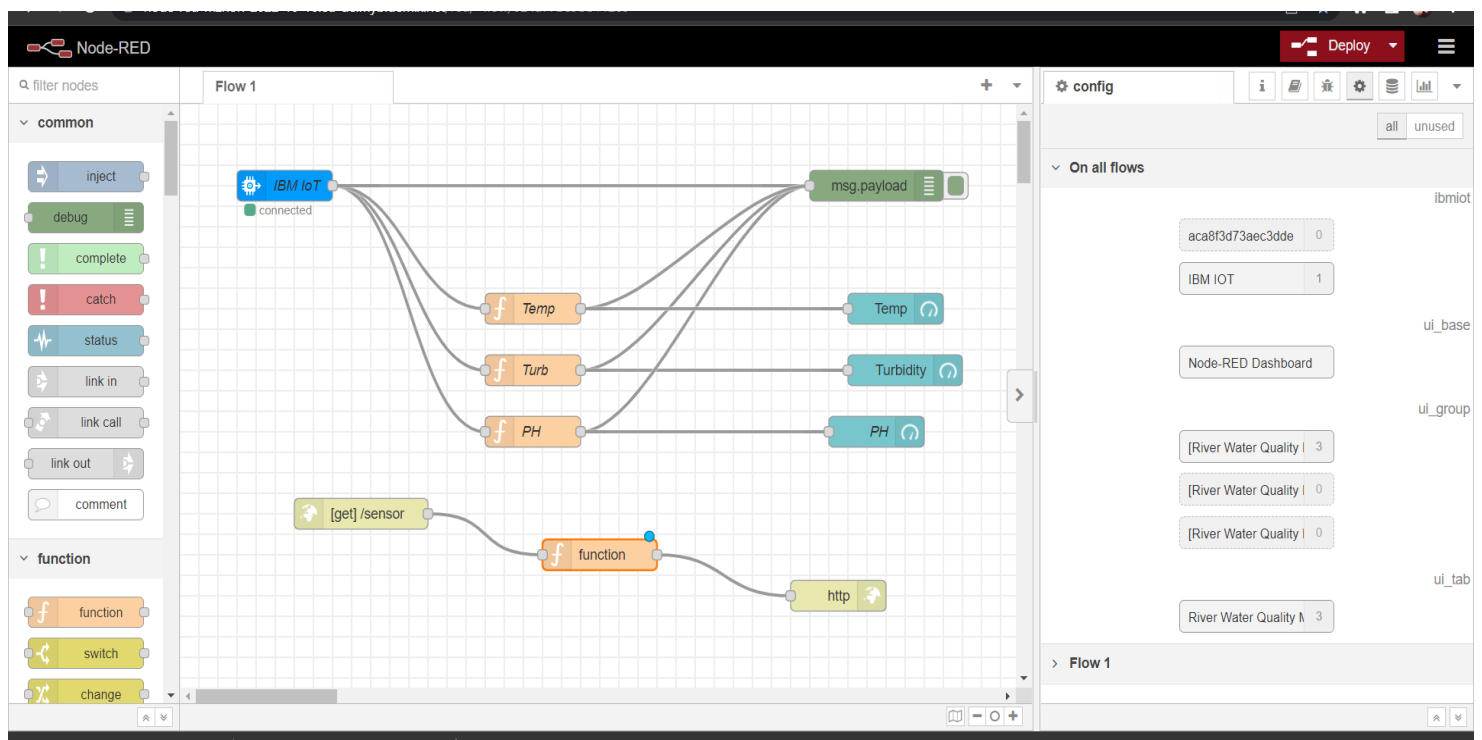 Node-RED
Deploy
filter nodes
Flow 1
config
all
unused
common
inject
debug
complete
catch
status
link in
link call
link out
comment
function
function
switch
change
IBM IoT
connected
msg.payload
Temp
Temp
Turb
Turbidity
PH
PH
[get] /sensor
function
http
On all flows
ibmiot
aca8f3d73aec3dde 0
IBM IOT 1
ui_base
Node-RED Dashboard
ui_group
[River Water Quality 3
[River Water Quality 0
[River Water Quality 0
ui_tab
River Water Quality 3
Flow 1